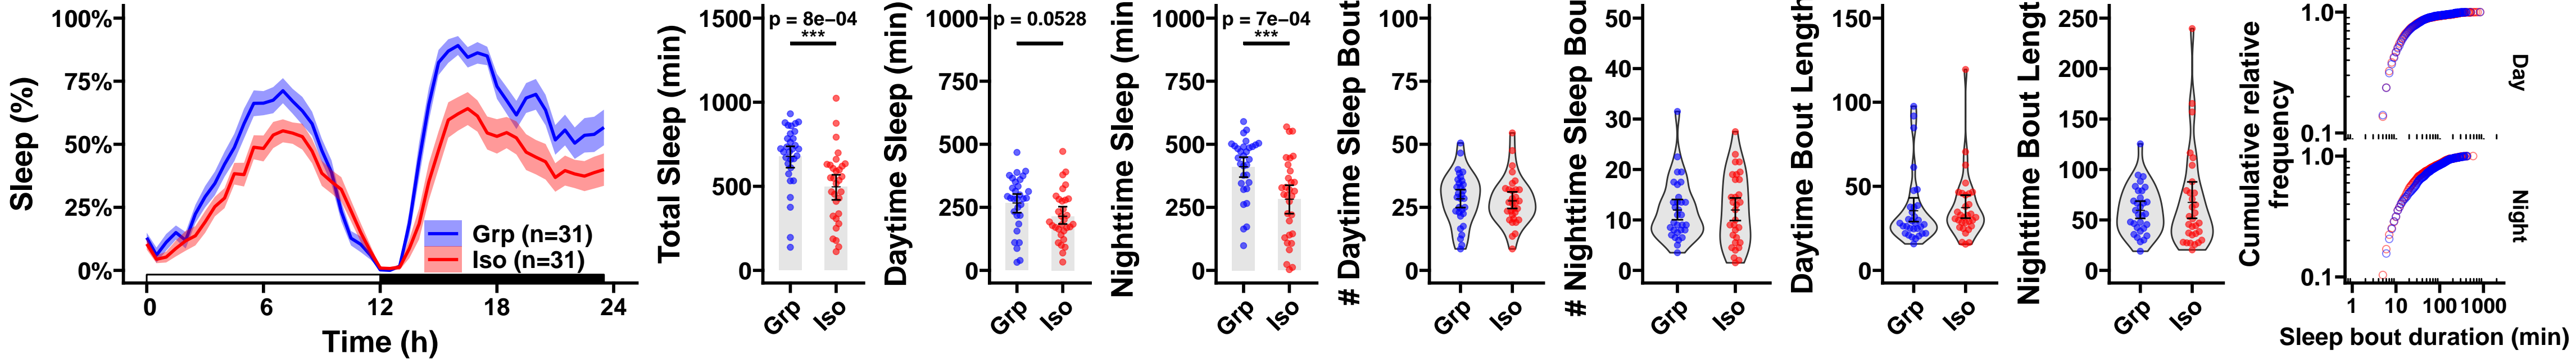 Sleep (%)
100%
75%
50%
25%
0%
Grp (n=31)
Iso (n=31)
0
6
12
18
24
Time (h)
Total Sleep (min)
1500
1000
500
0
p = 8e−04
***
Grp
Iso
Daytime Sleep (min)
1000
750
500
250
0
p = 0.0528
Grp
Iso
Nighttime Sleep (min
1000
750
500
250
0
p = 7e−04
***
Grp
Iso
# Daytime Sleep Bout
100
75
50
25
0
Grp
Iso
# Nighttime Sleep Bou
50
40
30
20
10
0
Grp
Iso
Daytime Bout Length
150
100
50
0
Grp
Iso
Nighttime Bout Lengt
250
200
150
100
50
0
Grp
Iso
Cumulative relative
frequency
1.0
0.1
Day
1.0
0.1
Night
1
10
100
1000
Sleep bout duration (min)